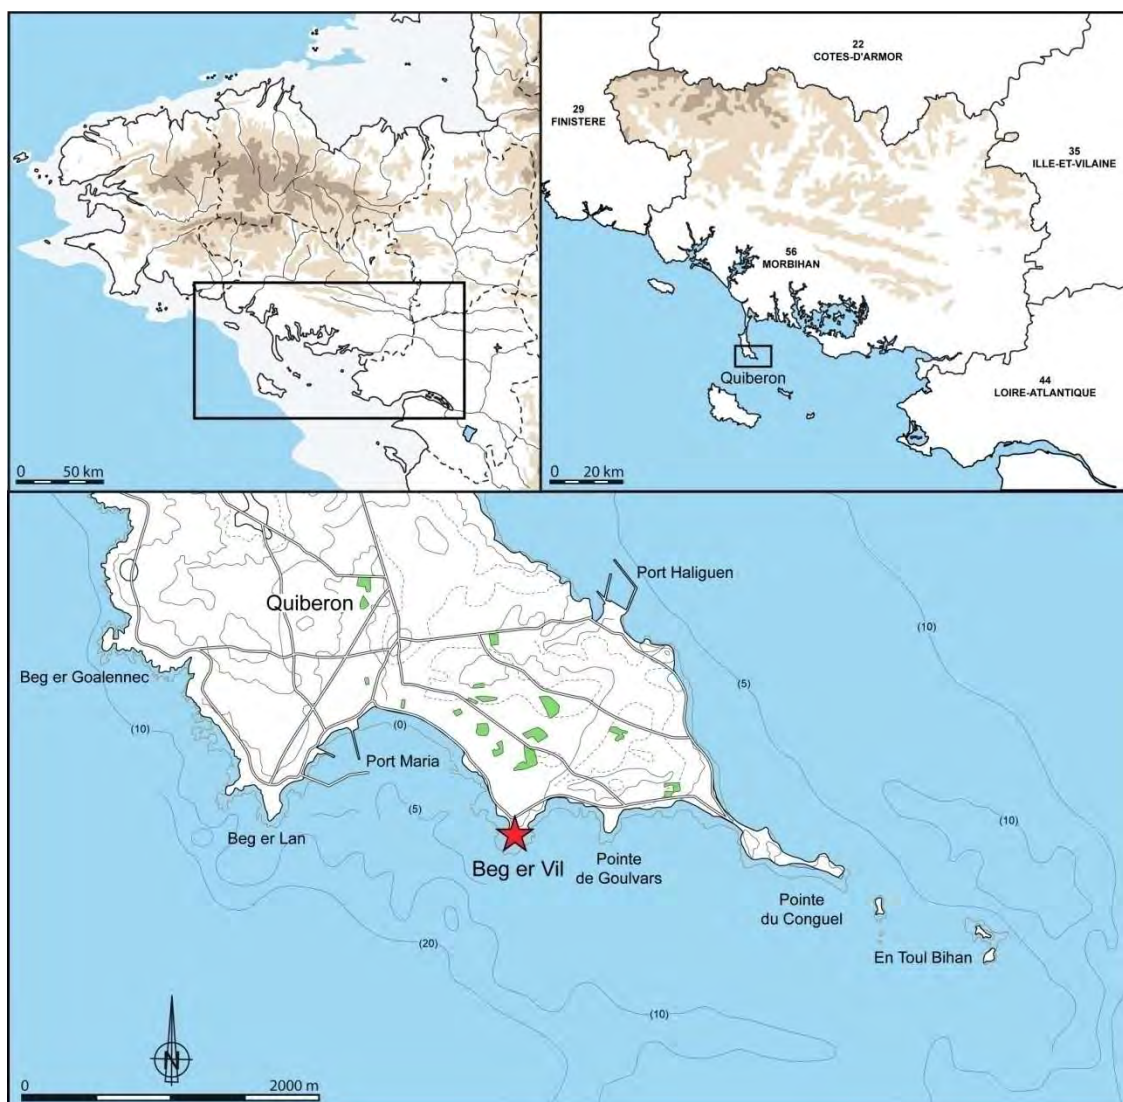 0 50 km
22
COTES-D'ARMOR
29
FINISTERE
35
ILLE-ET-VILAINE
56
MORBIHAN
Quiberon
44
LOIRE-ATLANTIQUE
0 20 km
Port Haliguen
Quiberon
(10)
Beg er Goalennec
(5)
(10)
(0)
Port Maria
(5)
(10)
Beg er Lan
Beg er Vil
Pointe
de Goulvars
Pointe
du Conguel
(20)
En Toul Bihan
(10)
N
0 2000 m